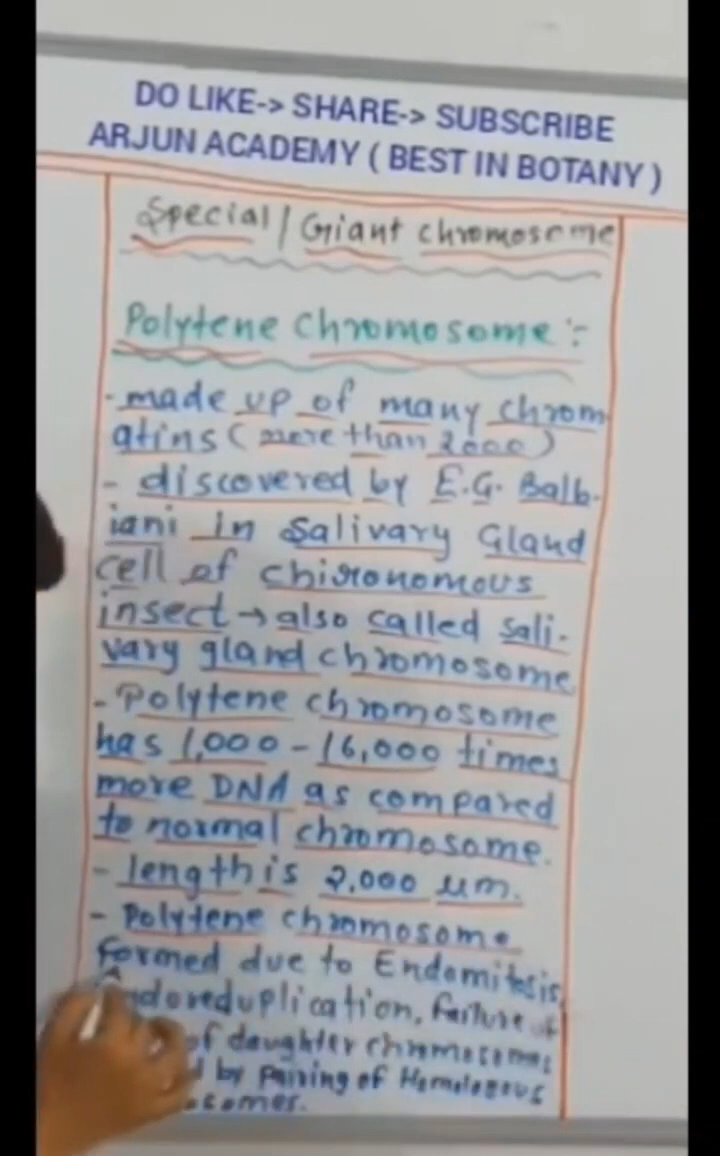 DO LIKE-> SHARE-> SUBSCRIBE
ARJUN ACADEMY ( BEST IN BOTANY )
Special / Giant chromosome
Polytene Chromosome :-
- made up of many chrom
atins ( more than 2000 )
- discovered by E.G. Balb-
iani in Salivary Gland
cell of chironomous
insect → also called sali-
vary gland chromosome
- Polytene chromosome
has 1,000 - 16,000 times
more DNA as compared
to normal chromosome.
- length is 2,000 um.
- Polytene chromosome
formed due to Endomitosis,
Endoreduplication, failure of
of daughter chromosomes
by pairing of Homologous